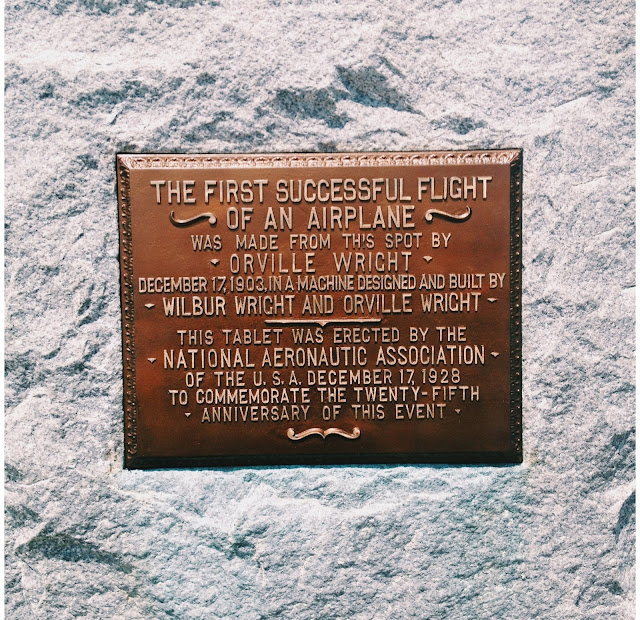 THE FIRST SUCCESSFUL FLIGHT
OF AN AIRPLANE
WAS MADE FROM THIS SPOT BY
ORVILLE WRIGHT
DECEMBER 17, 1903, IN A MACHINE DESIGNED AND BUILT BY
WILBUR WRIGHT AND ORVILLE WRIGHT
THIS TABLET WAS ERECTED BY THE
NATIONAL AERONAUTIC ASSOCIATION
OF THE U.S.A. DECEMBER 17, 1928
TO COMMEMORATE THE TWENTY-FIFTH
ANNIVERSARY OF THIS EVENT